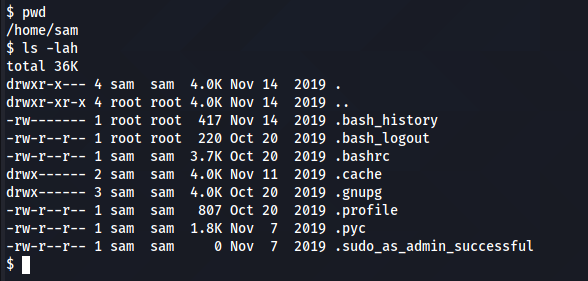 $ pwd
/home/sam
$ ls -lah
total 36K
drwxr-x--- 4 sam  sam  4.0K Nov 14  2019 .
drwxr-xr-x 4 root root 4.0K Nov 14  2019 ..
-rw------- 1 root root  417 Nov 14  2019 .bash_history
-rw-r--r-- 1 root root  220 Oct 20  2019 .bash_logout
-rw-r--r-- 1 sam  sam  3.7K Oct 20  2019 .bashrc
drwx------ 2 sam  sam  4.0K Nov 11  2019 .cache
drwx------ 3 sam  sam  4.0K Oct 20  2019 .gnupg
-rw-r--r-- 1 sam  sam   807 Oct 20  2019 .profile
-rw-r--r-- 1 sam  sam  1.8K Nov  7  2019 .pyc
-rw-r--r-- 1 sam  sam     0 Nov  7  2019 .sudo_as_admin_successful
$